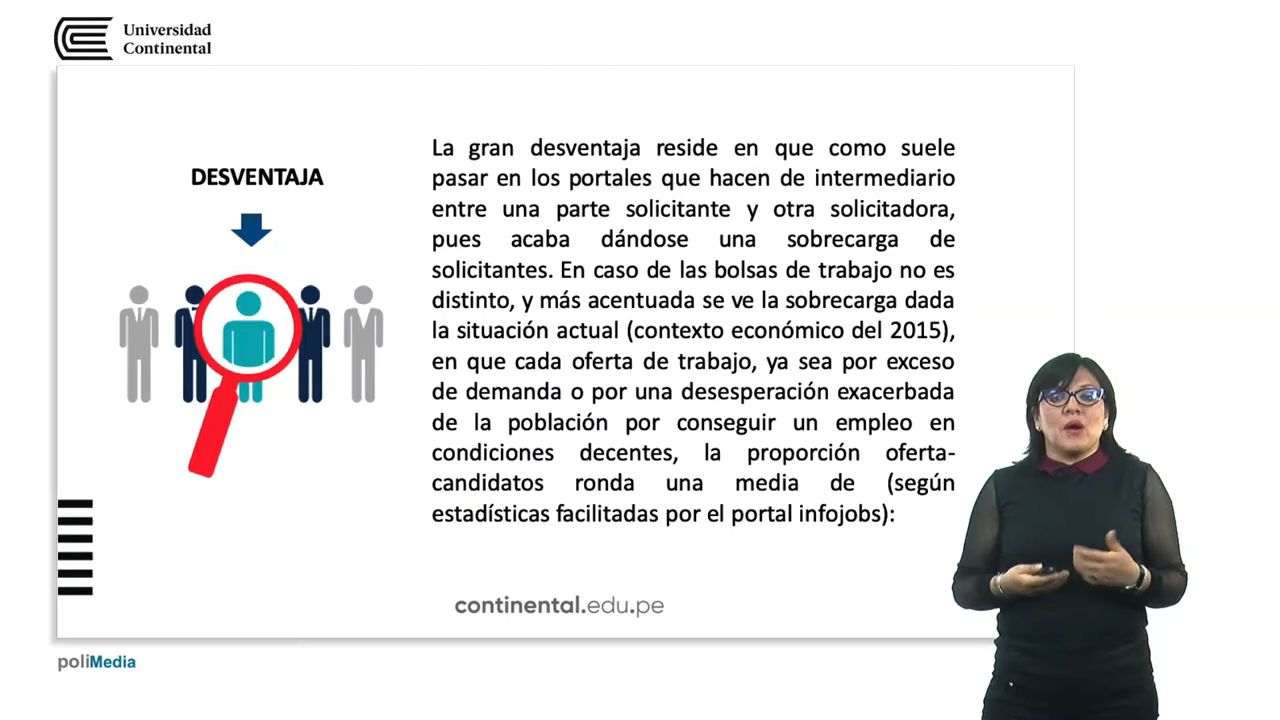 Universidad
Continental
DESVENTAJA
La gran desventaja reside en que como suele
pasar en los portales que hacen de intermediario
entre una parte solicitante y otra solicitadora,
pues acaba dándose una sobrecarga de
solicitantes. En caso de las bolsas de trabajo no es
distinto, y más acentuada se ve la sobrecarga dada
la situación actual (contexto económico del 2015),
en que cada oferta de trabajo, ya sea por exceso
de demanda o por una desesperación exacerbada
de la población por conseguir un empleo en
condiciones decentes, la proporción oferta-
candidatos ronda una media de (según
estadísticas facilitadas por el portal infojobs):
continental.edu.pe
poliMedia